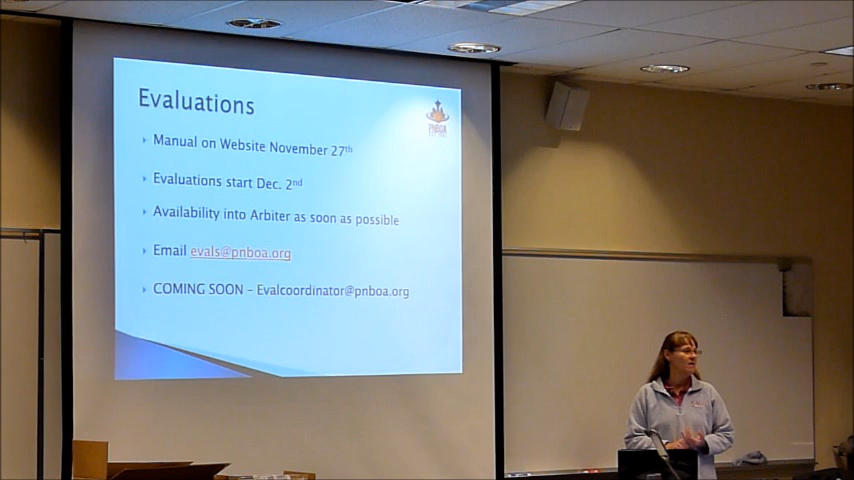 Evaluations
PNBOA
Manual on Website November 27th
Evaluations start Dec. 2nd
Availability into Arbiter as soon as possible
Email evals@pnboa.org
COMING SOON – Evalcoordinator@pnboa.org